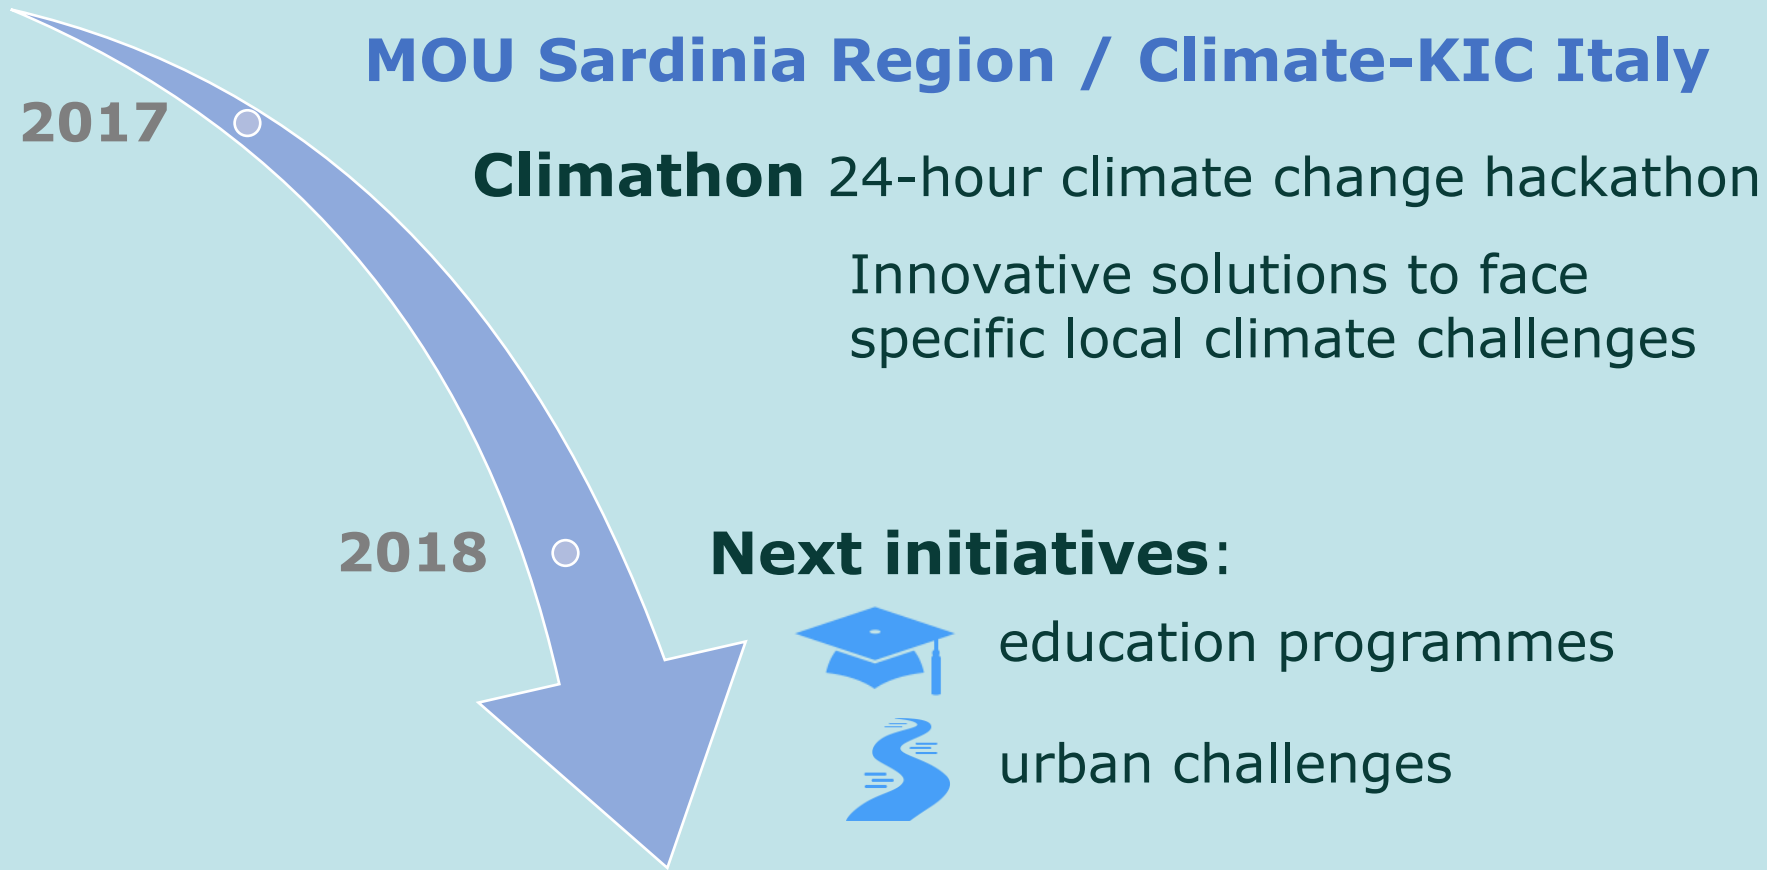 MOU Sardinia Region / Climate-KIC Italy
2017
Climathon 24-hour climate change hackathon
Innovative solutions to face
specific local climate challenges
2018
Next initiatives:
education programmes
urban challenges